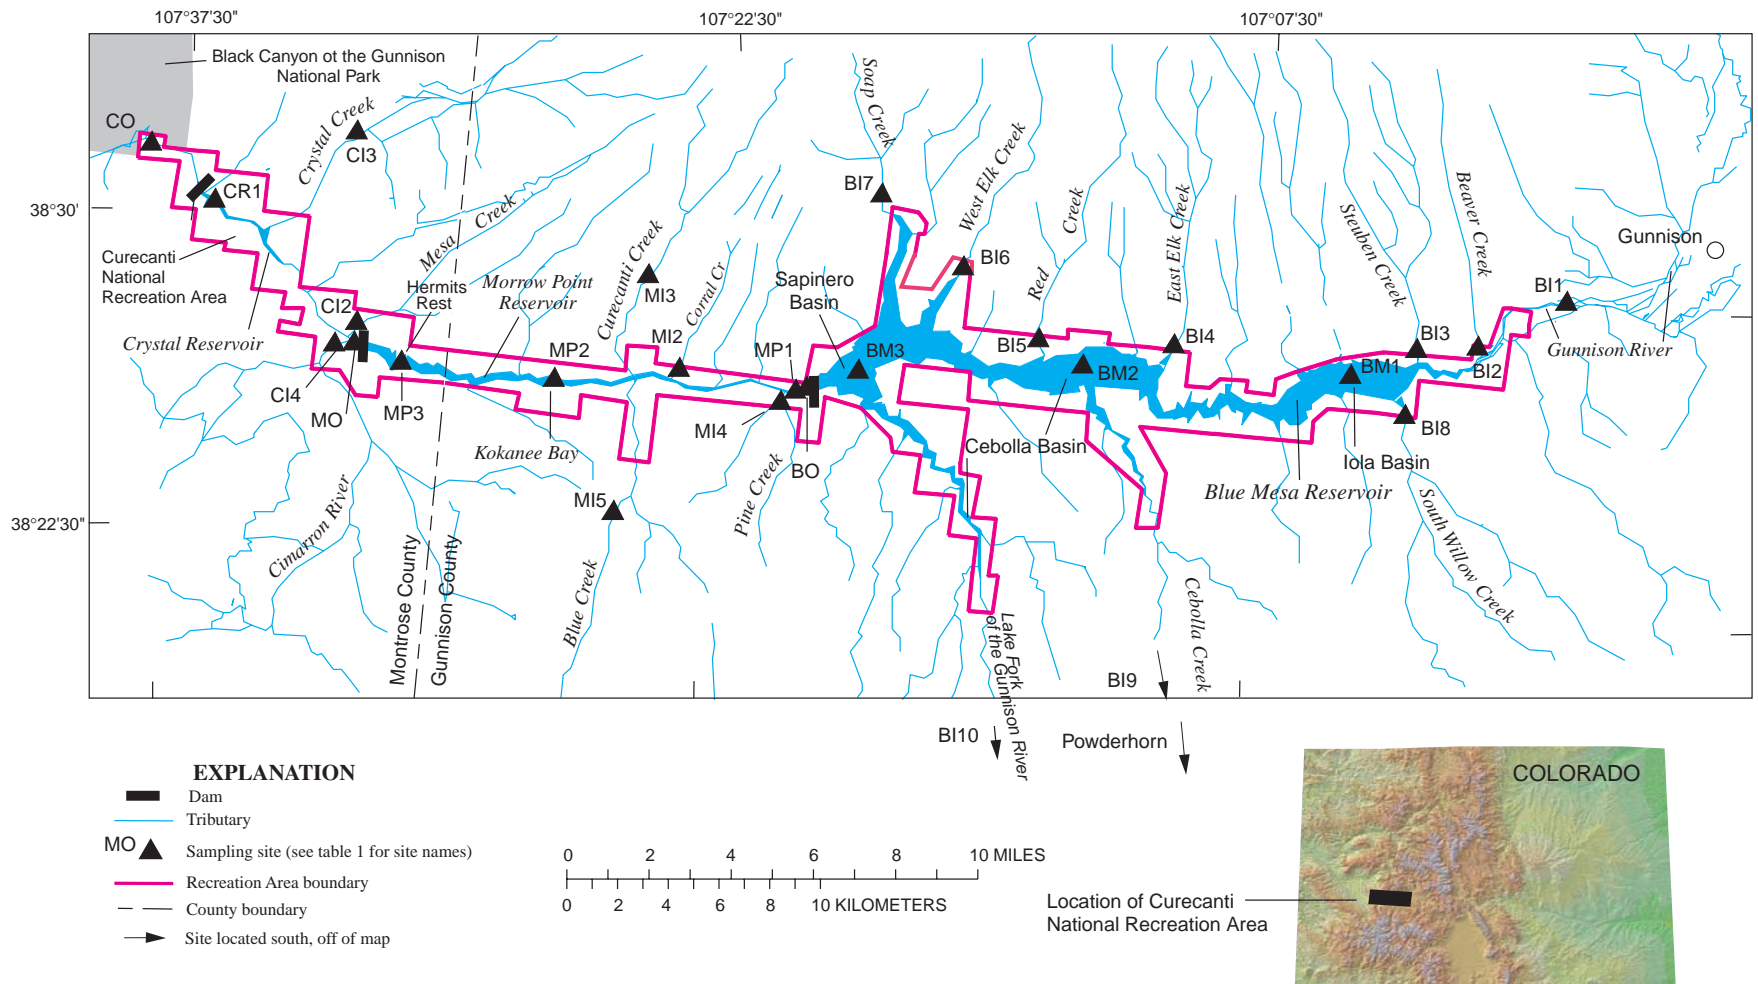 107°37'30"
107°22'30"
107°07'30"
Black Canyon ot the Gunnison
National Park
CO
Crystal Creek
CI3
Soap Creek
West Elk Creek
CR1
BI7
Red
Creek
East Elk Creek
Steuben Creek
Beaver Creek
38°30'
Curecanti
National
Recreation Area
Mesa
Creek
Hermits
Rest
Morrow Point
Reservoir
Curecanti Creek
MI3
Corral Cr
Sapinero
Basin
BI6
Gunnison
BI1
CI2
Crystal Reservoir
MP2
MI2
MP1
BM3
BI5
BM2
BI4
BI3
BM1
BI2
Gunnison River
CI4
MO
MP3
MI4
BO
Kokanee Bay
Cebolla Basin
Iola Basin
BI8
Blue Mesa Reservoir
MI5
Pine Creek
38°22'30"
Cimarron River
South Willow Creek
Montrose County
Gunnison County
Blue Creek
Lake Fork
of the Gunnison River
Cebolla Creek
BI9
BI10
Powderhorn
EXPLANATION
Dam
Tributary
MO
Sampling site (see table 1 for site names)
Recreation Area boundary
County boundary
Site located south, off of map
0 2 4 6 8 10 MILES
0 2 4 6 8 10 KILOMETERS
COLORADO
Location of Curecanti
National Recreation Area